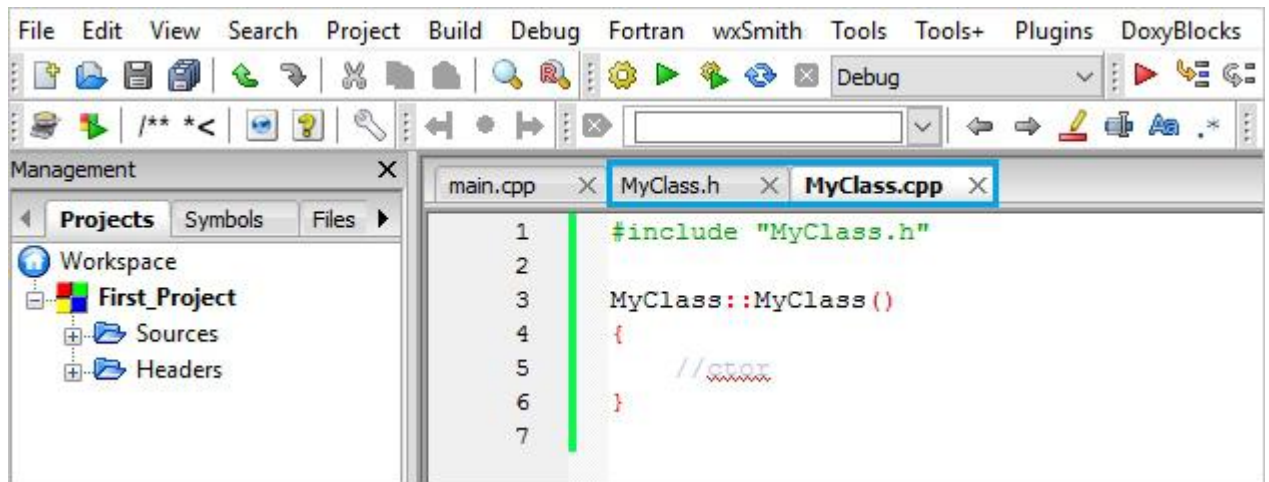 File Edit View Search Project Build Debug Fortran wxSmith Tools Tools+ Plugins DoxyBlocks
Debug
/** *<
Aa .*
Management
main.cpp MyClass.h MyClass.cpp
Projects Symbols Files
Workspace
First_Project
Sources
Headers
1 #include "MyClass.h"
2
3 MyClass::MyClass()
4 {
5 //ctor
6 }
7